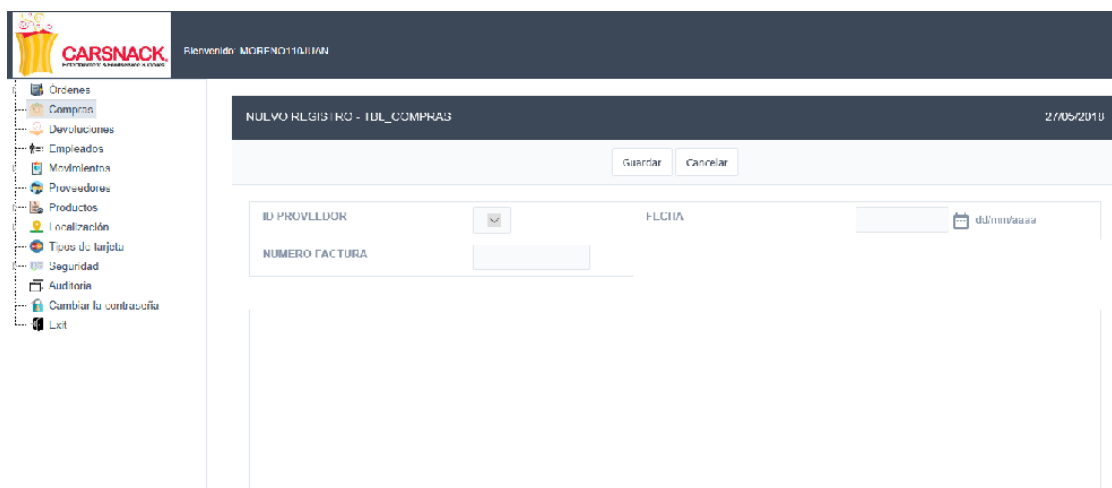 CARSNACK.
Bienvenido: MORENO110JUAN
Órdenes
Compras
Devoluciones
Empleados
Movimientos
Proveedores
Productos
Localización
Tipos de tarjeta
Seguridad
Auditoria
Cambiar la contraseña
Exit
NUEVO REGISTRO - TBL_COMPRAS 27/05/2018
Guardar Cancelar
ID PROVEEDOR FECHA dd/mm/aaaa
NUMERO FACTURA